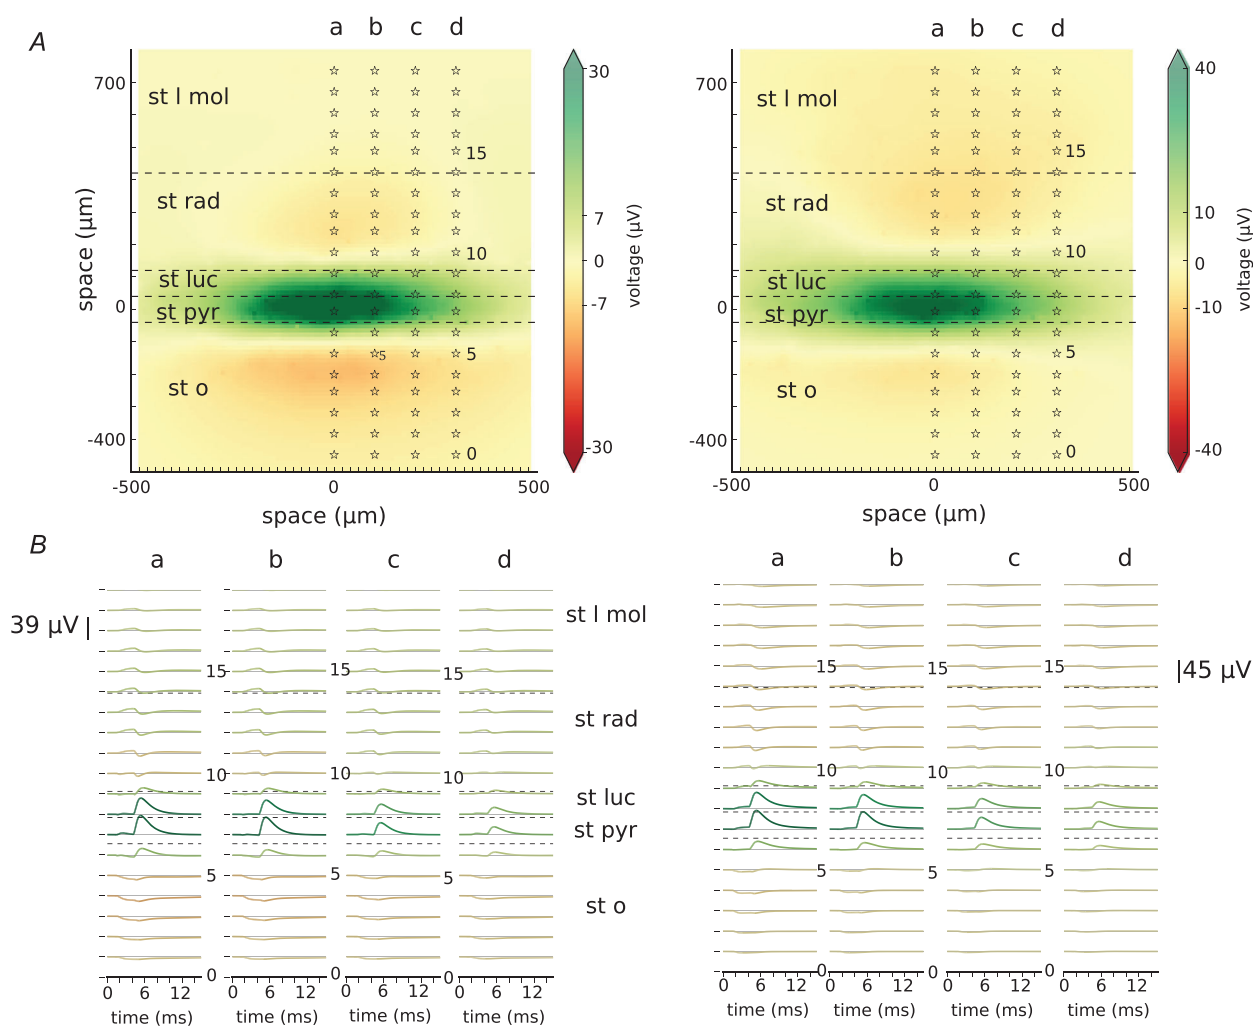 A
a b c d
a b c d
700
st l mol
15
st rad
10
st luc
st pyr
0
5
5
st o
-400
0
-500 0 500
space (µm)
space (µm)
30
7
0
-7
-30
voltage (µV)
700
st l mol
15
st rad
10
st luc
st pyr
0
5
st o
-400
0
-500 0 500
space (µm)
40
10
0
-10
-40
voltage (µV)
B
a b c d
39 µV
15 15 15
10 10 10
5 5 5
0 0 0
0 6 12 0 6 12 0 6 12 0 6 12
time (ms) time (ms) time (ms) time (ms)
st l mol
st rad
st luc
st pyr
st o
a b c d
45 µV
15 15 15
10 10 10
5 5 5
0 0 0
0 6 12 0 6 12 0 6 12 0 6 12
time (ms) time (ms) time (ms) time (ms)